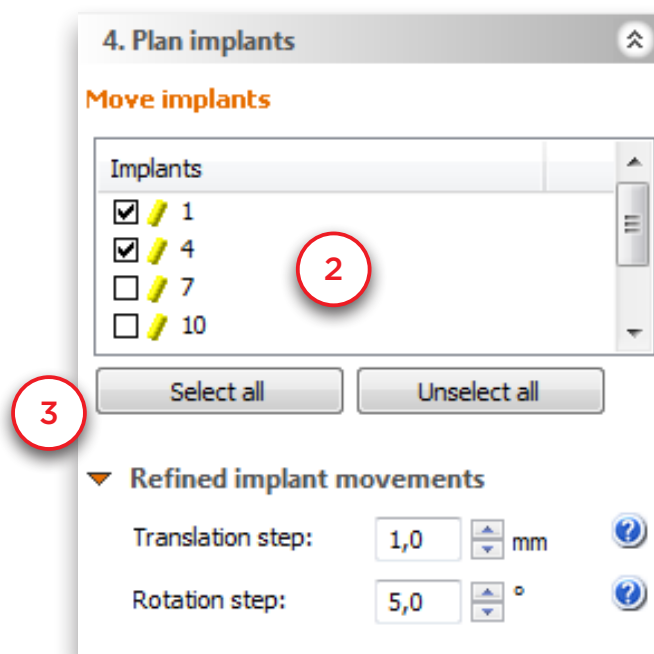 4. Plan implants
Move implants
Implants
1
4
2
7
10
3
Select all Unselect all
Refined implant movements
Translation step: 1,0 mm ?
Rotation step: 5,0 ° ?